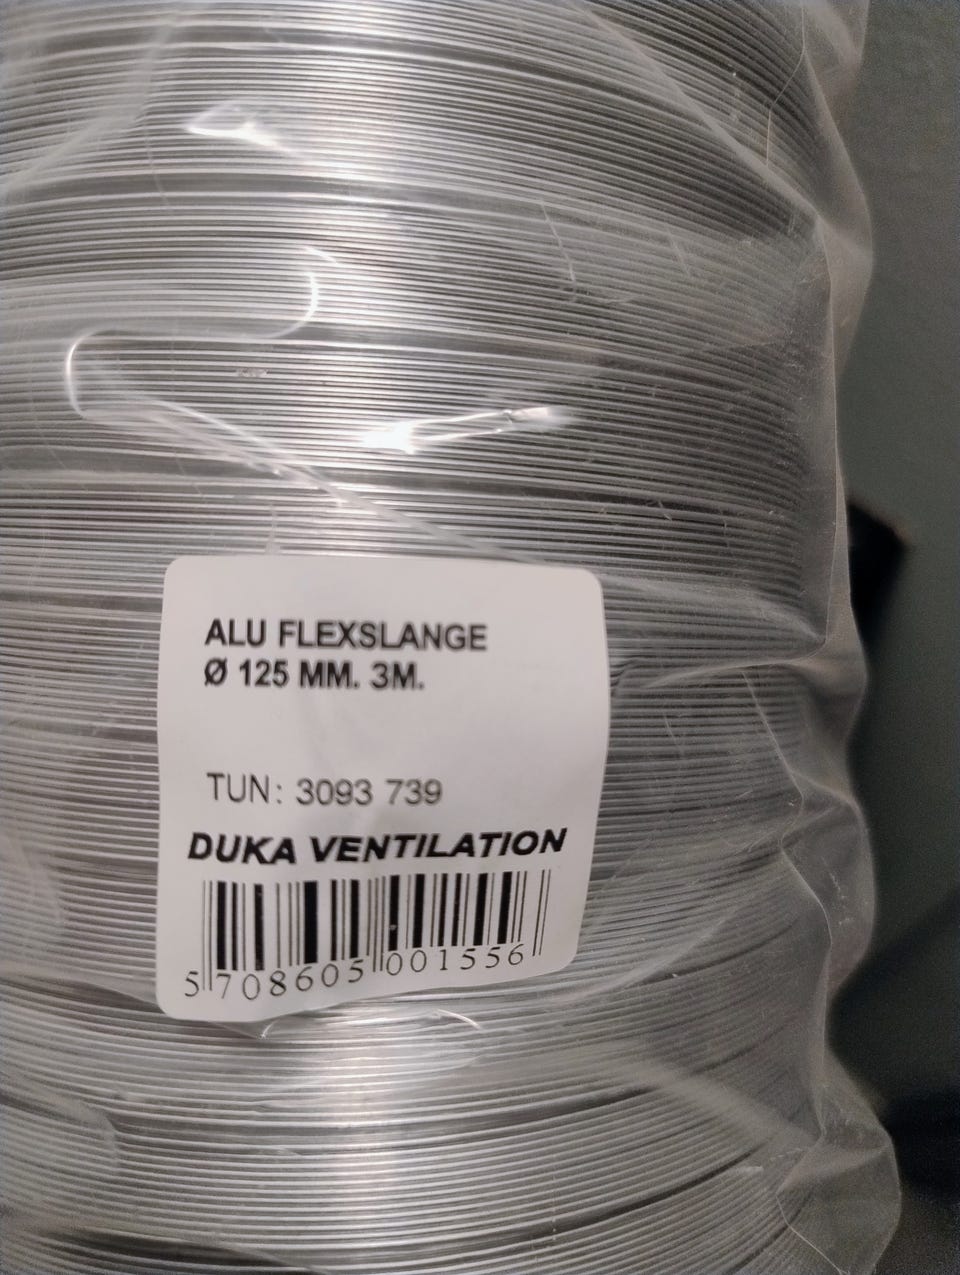 ALU FLEXSLANGE
Ø 125 MM. 3M.
TUN: 3093 739
DUKA VENTILATION
5 708605 001556